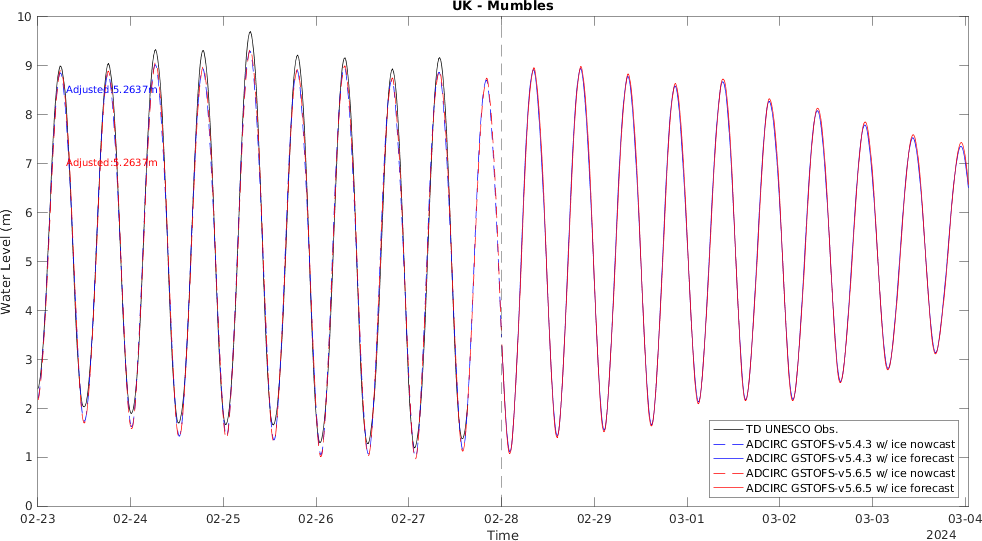 UK - Mumbles
10
9
8
7
6
5
4
3
2
1
0
Water Level (m)
Adjusted:5.2637m
Adjusted:5.2637m
TD UNESCO Obs.
ADCIRC GSTOFS-v5.4.3 w/ ice nowcast
ADCIRC GSTOFS-v5.4.3 w/ ice forecast
ADCIRC GSTOFS-v5.6.5 w/ ice nowcast
ADCIRC GSTOFS-v5.6.5 w/ ice forecast
02-23 02-24 02-25 02-26 02-27 02-28 02-29 03-01 03-02 03-03 03-04
Time
2024